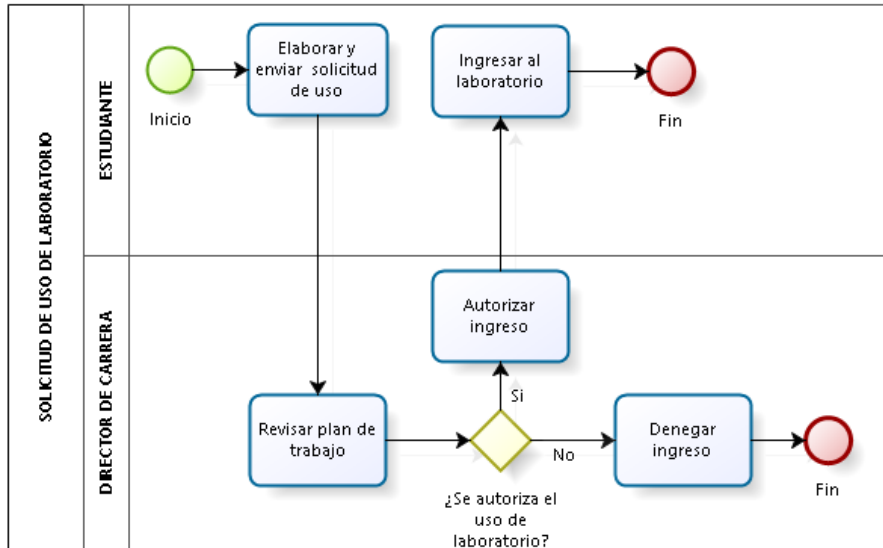 SOLICITUD DE USO DE LABORATORIO
ESTUDIANTE
Inicio
Elaborar y
enviar solicitud
de uso
Ingresar al
laboratorio
Fin
DIRECTOR DE CARRERA
Revisar plan de
trabajo
¿Se autoriza el
uso de
laboratorio?
Si
Autorizar
ingreso
No
Denegar
ingreso
Fin